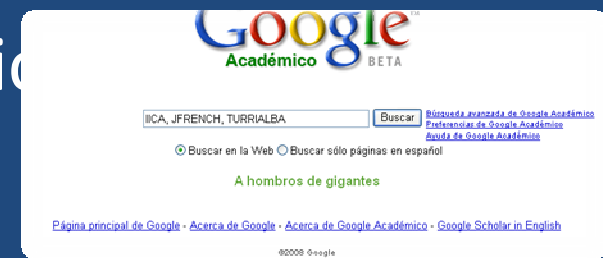 Google
Académico BETA
IICA, JFRENCH, TURRIALBA Buscar
Búsqueda avanzada de Google Académico
Preferencias de Google Académico
Ayuda de Google Académico
Buscar en la Web Buscar sólo páginas en español
A hombros de gigantes
Página principal de Google - Acerca de Google - Acerca de Google Académico - Google Scholar in English
©2008 Google